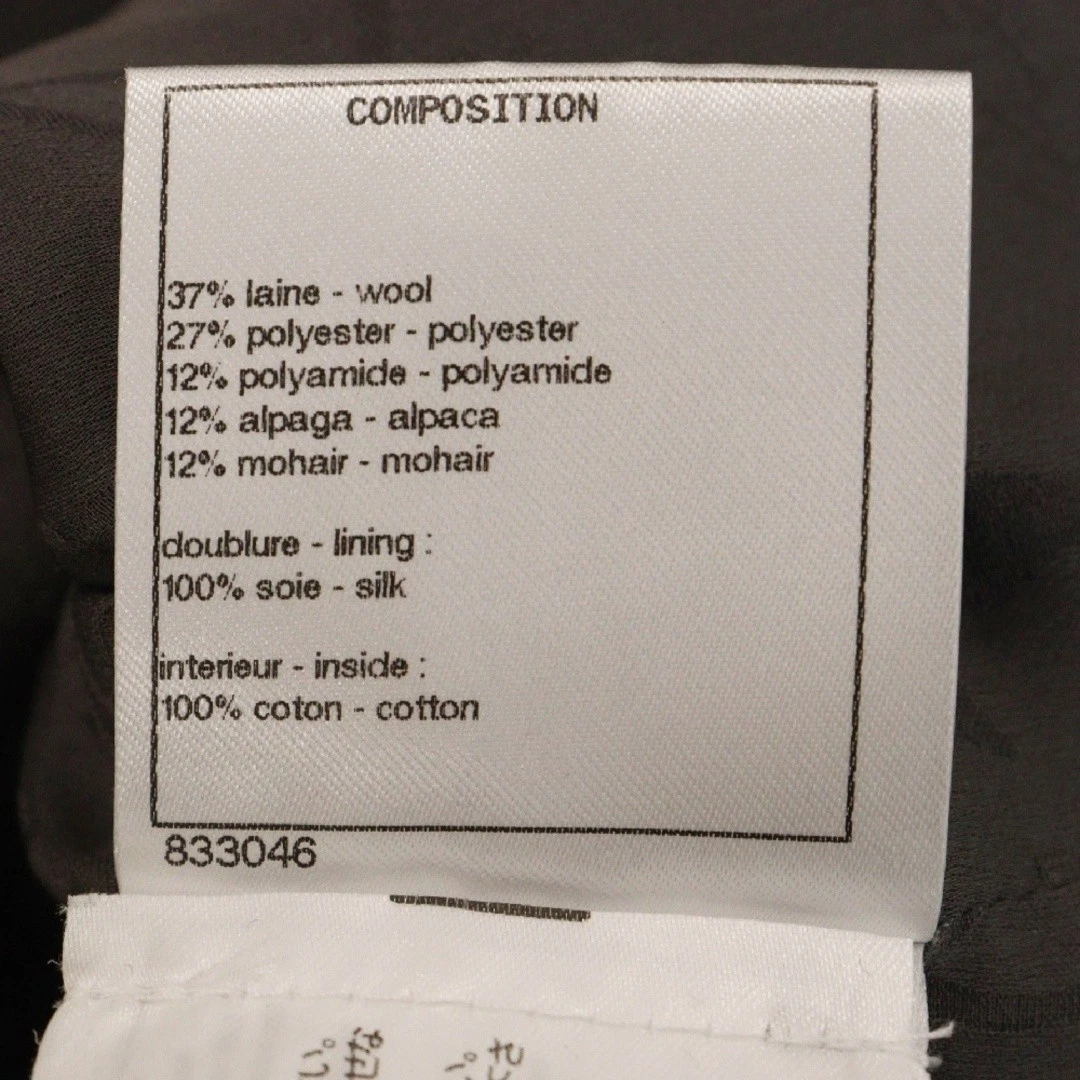 COMPOSITION
37% laine - wool
27% polyester - polyester
12% polyamide - polyamide
12% alpaga - alpaca
12% mohair - mohair
doublure - lining :
100% soie - silk
interieur - inside :
100% coton - cotton
833046